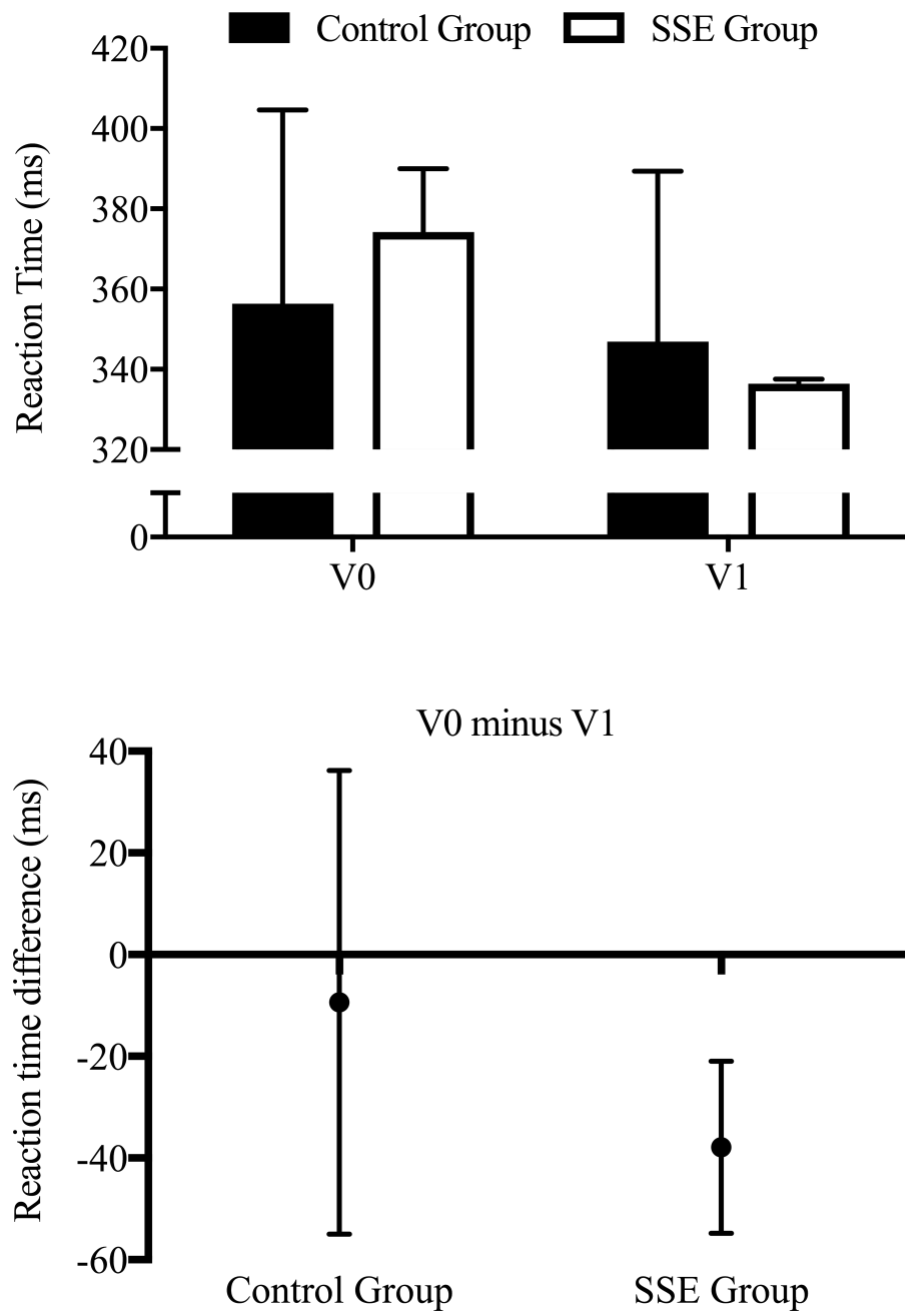 Control Group
SSE Group
Reaction Time (ms)
420
400
380
360
340
320
0
V0
V1
V0 minus V1
Reaction time difference (ms)
40
20
0
-20
-40
-60
Control Group
SSE Group